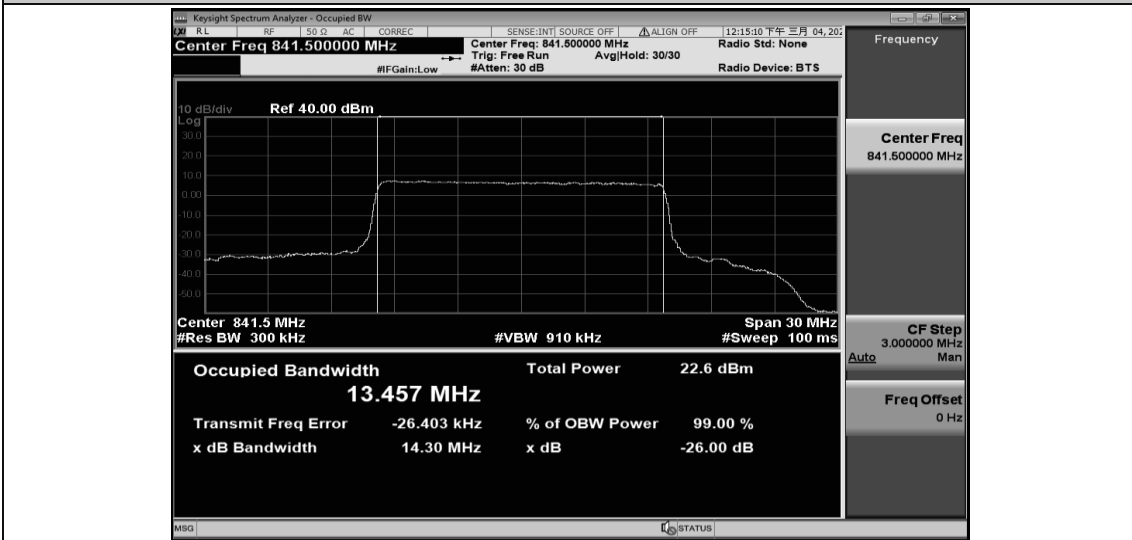 Keysight Spectrum Analyzer - Occupied BW
LXI RL RF 50 Ω AC CORREC SENSE:INT SOURCE OFF ALIGN OFF 12:15:10 下午 三月 04, 202
Center Freq 841.500000 MHz
Center Freq: 841.500000 MHz
Radio Std: None
Trig: Free Run Avg|Hold: 30/30
#IFGain:Low
#Atten: 30 dB
Radio Device: BTS
10 dB/div Ref 40.00 dBm
Log
30.0
20.0
10.0
0.00
-10.0
-20.0
-30.0
-40.0
-50.0
Center 841.5 MHz
Span 30 MHz
#Res BW 300 kHz
#VBW 910 kHz
#Sweep 100 ms
Occupied Bandwidth
Total Power 22.6 dBm
13.457 MHz
Transmit Freq Error -26.403 kHz
% of OBW Power 99.00 %
x dB Bandwidth 14.30 MHz
x dB -26.00 dB
MSG
STATUS
Frequency
Center Freq
841.500000 MHz
CF Step
3.000000 MHz
Auto Man
Freq Offset
0 Hz